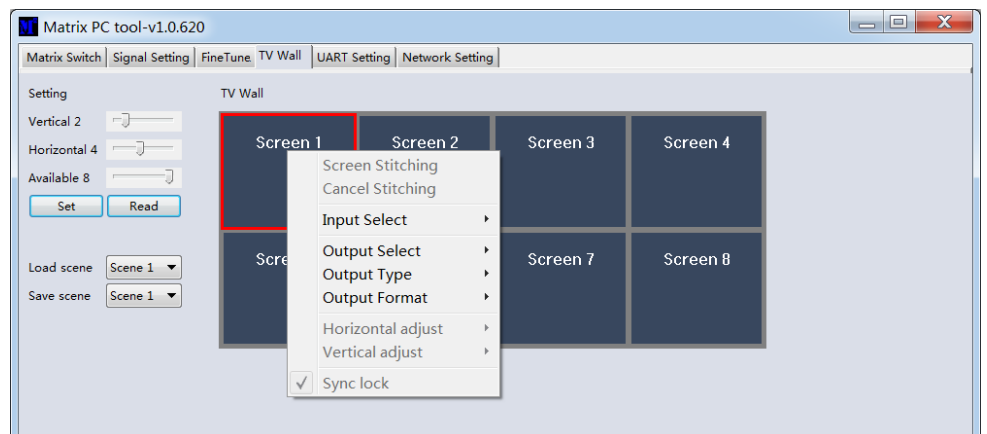 Matrix PC tool-v1.0.620
Matrix Switch Signal Setting FineTune TV Wall UART Setting Network Setting
Setting
TV Wall
Vertical 2
Horizontal 4
Available 8
Set Read
Load scene Scene 1
Save scene Scene 1
Screen 1 Screen 2 Screen 3 Screen 4
Screen 7 Screen 8
Screen Stitching
Cancel Stitching
Input Select
Output Select
Output Type
Output Format
Horizontal adjust
Vertical adjust
Sync lock